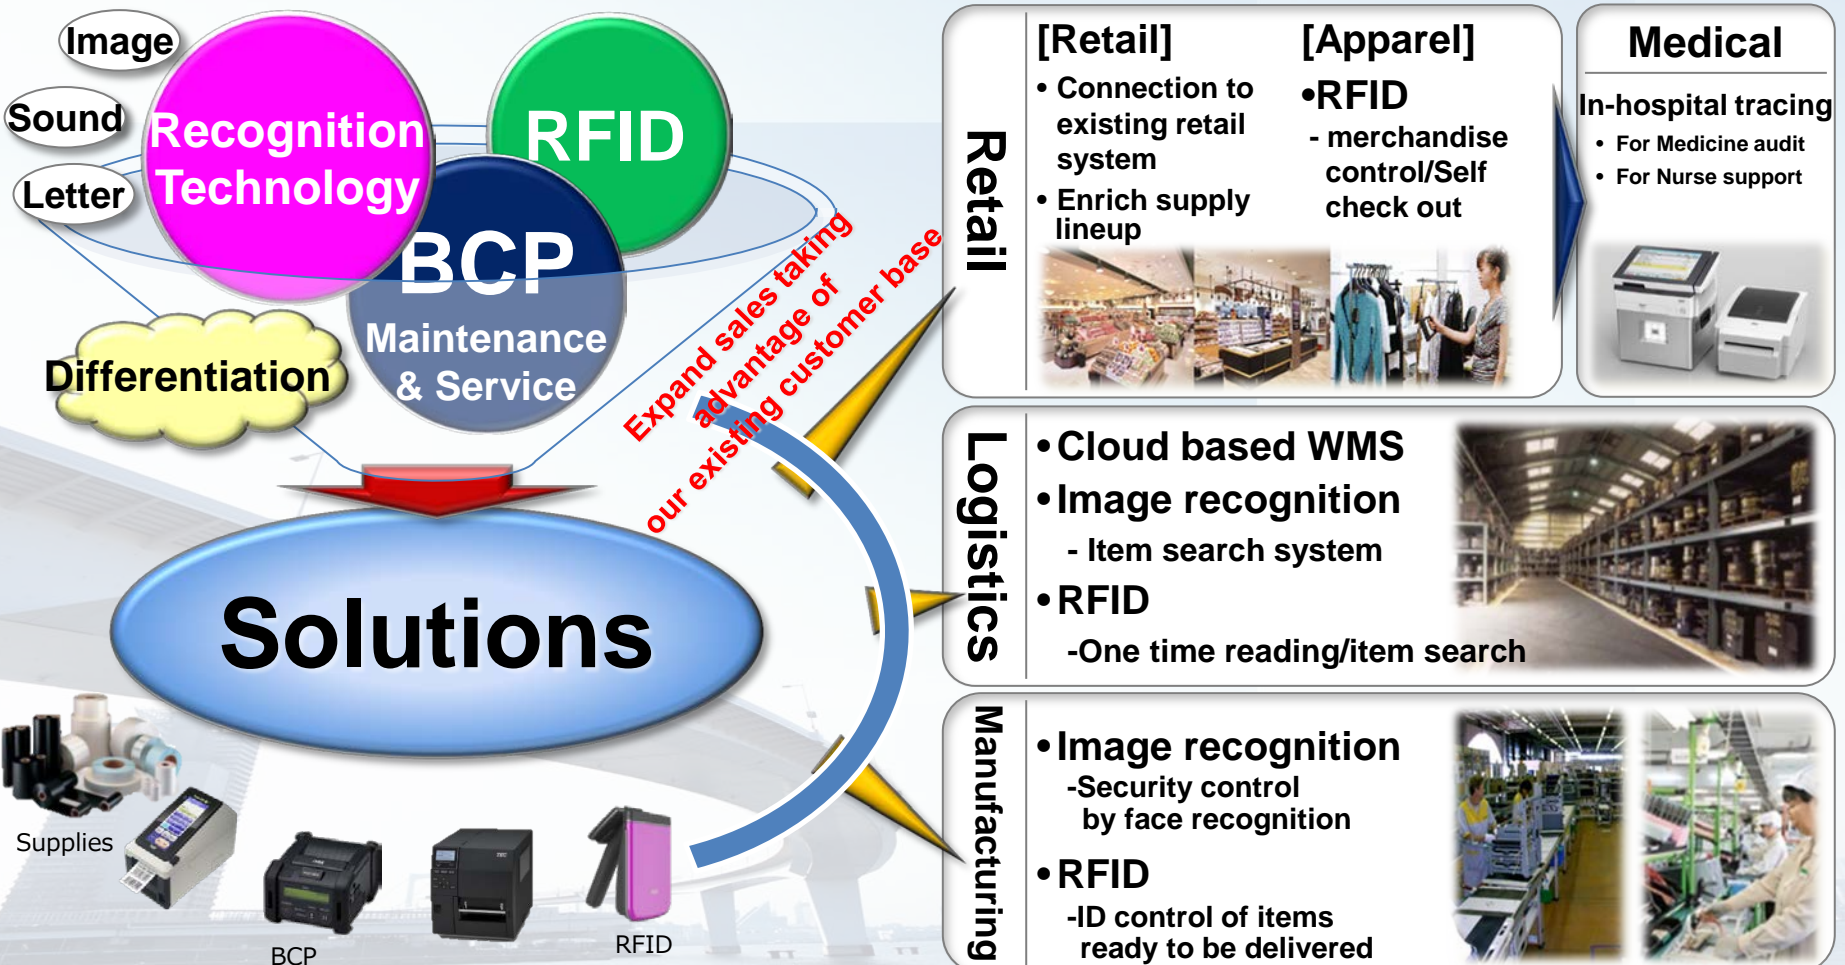 Image
Sound
Letter
Recognition
Technology
RFID
BCP
Maintenance
& Service
Differentiation
Expand sales taking
advantage of
our existing customer base
Solutions
Supplies
BCP
RFID
Retail
[Retail]
• Connection to
existing retail
system
• Enrich supply
lineup
[Apparel]
•RFID
- merchandise
control/Self
check out
Medical
In-hospital tracing
• For Medicine audit
• For Nurse support
Logistics
•Cloud based WMS
•Image recognition
- Item search system
•RFID
-One time reading/item search
Manufacturing
•Image recognition
-Security control
by face recognition
•RFID
-ID control of items
ready to be delivered